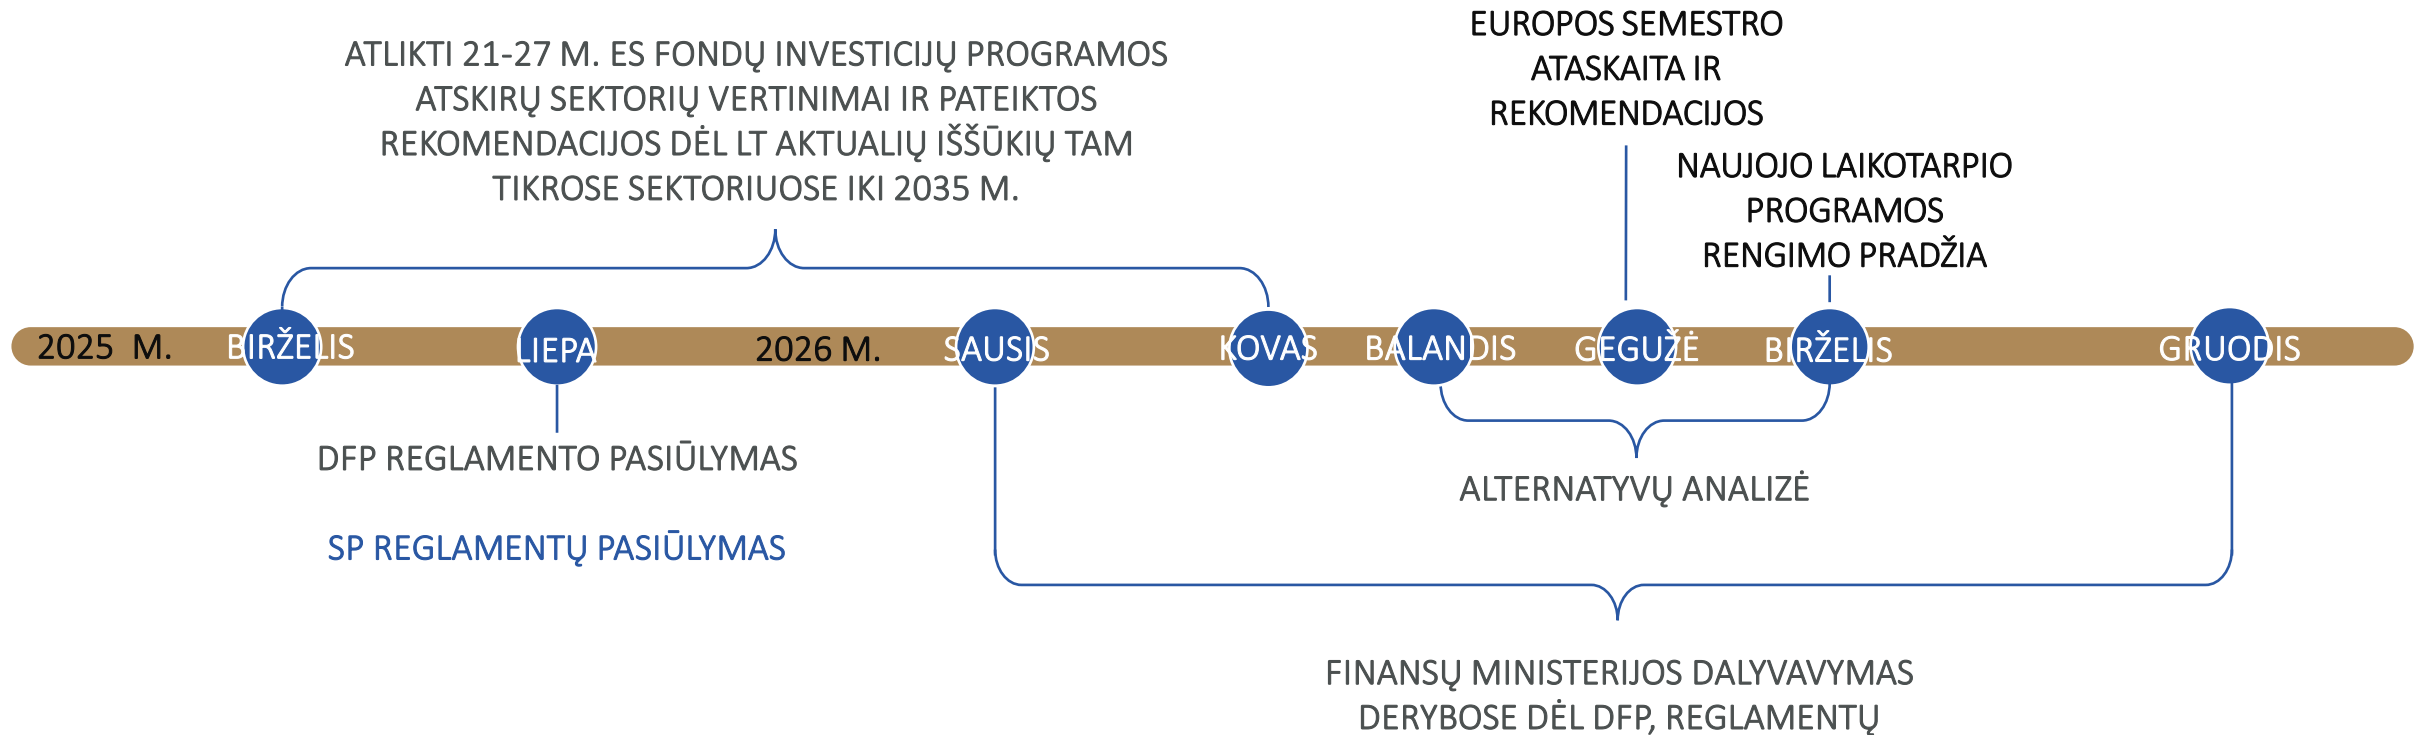 EUROPOS SEMESTRO
ATASKAITA IR
REKOMENDACIJOS
ATLIKTI 21-27 M. ES FONDŲ INVESTICIJŲ PROGRAMOS
ATSKIRŲ SEKTORIŲ VERTINIMAI IR PATEIKTOS
REKOMENDACIJOS DĖL LT AKTUALIŲ IŠŠŪKIŲ TAM
TIKROSE SEKTORIUOSE IKI 2035 M.
NAUJOJO LAIKOTARPIO
PROGRAMOS
RENGIMO PRADŽIA
2025 M.
BIRŽELIS
LIEPA
2026 M.
SAUSIS
KOVAS
BALANDIS
GEGUŽĖ
BIRŽELIS
GRUODIS
DFP REGLAMENTO PASIŪLYMAS
SP REGLAMENTŲ PASIŪLYMAS
ALTERNATYVŲ ANALIZĖ
FINANSŲ MINISTERIJOS DALYVAVYMAS
DERYBOSE DĖL DFP, REGLAMENTŲ